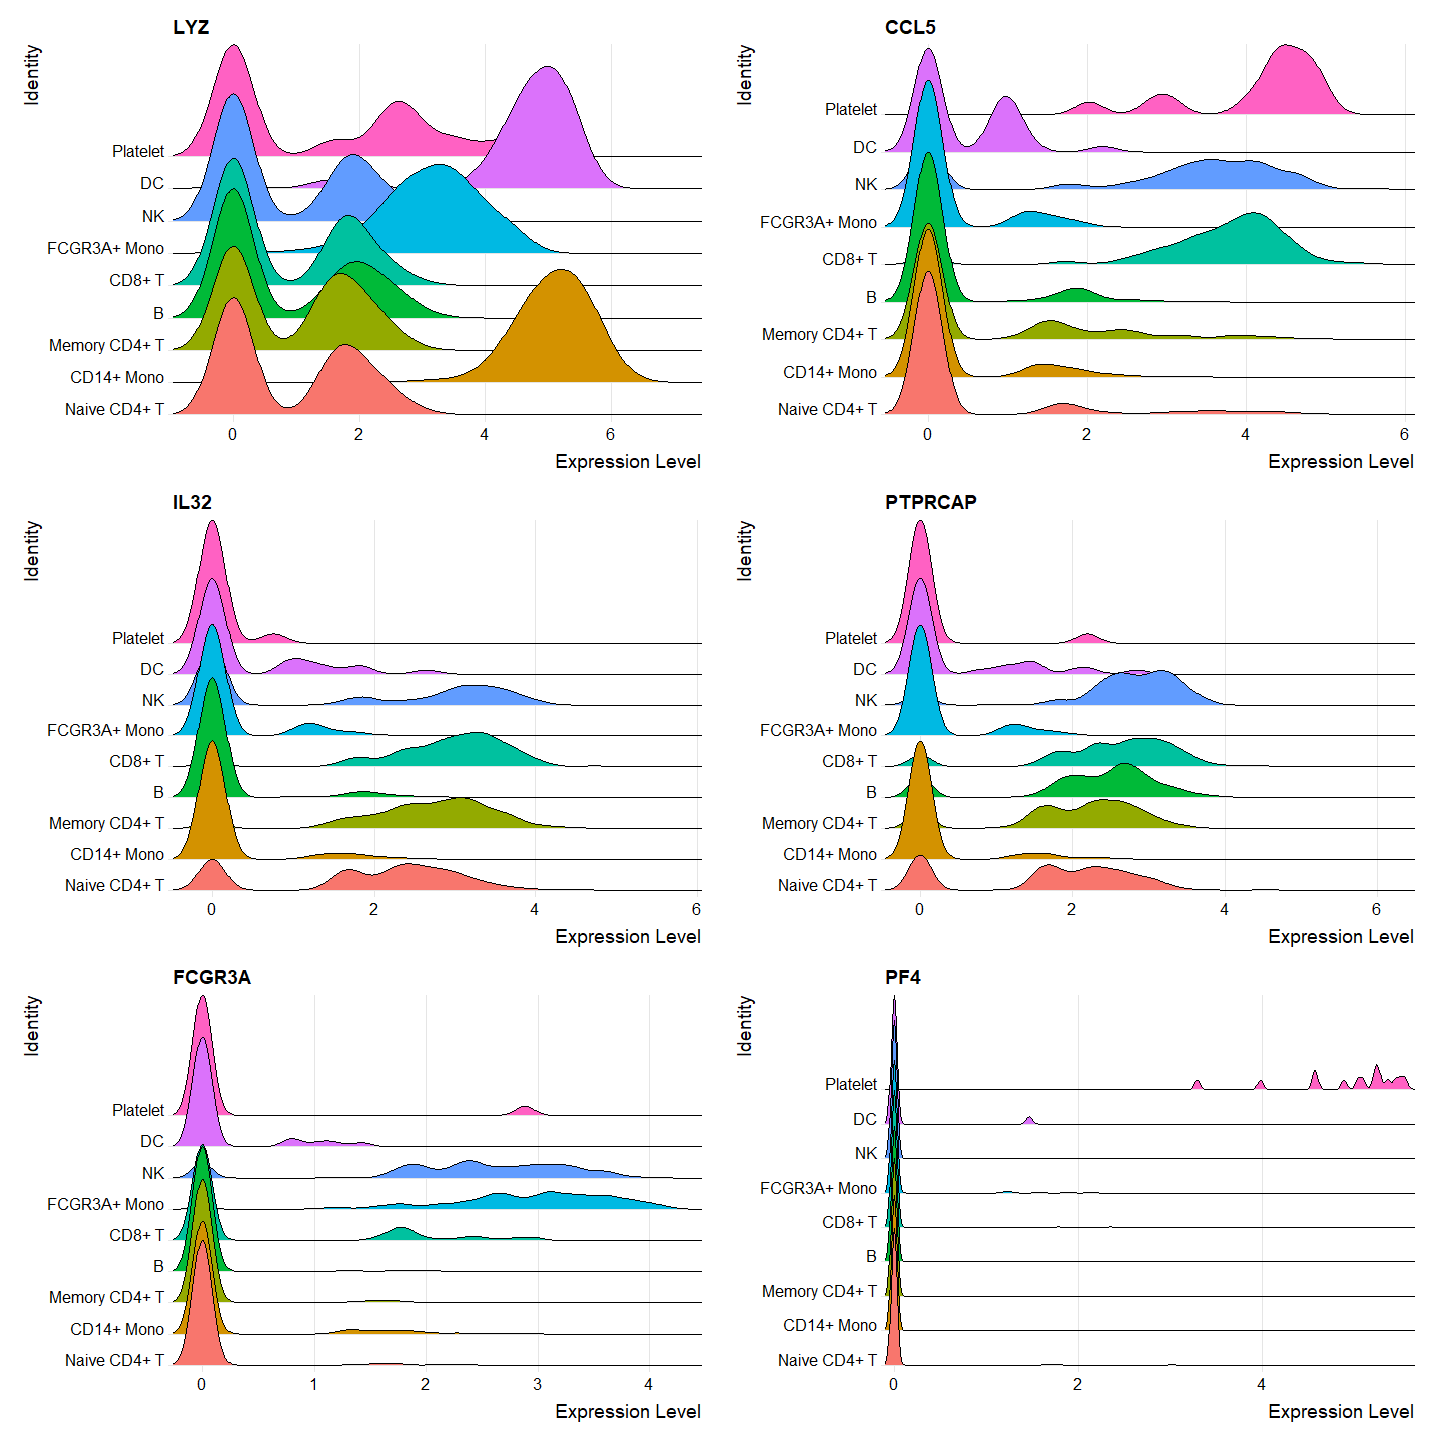 LYZ
Identity
Platelet
DC
NK
FCGR3A+ Mono
CD8+ T
B
Memory CD4+ T
CD14+ Mono
Naive CD4+ T
0 2 4 6
Expression Level
CCL5
Identity
Platelet
DC
NK
FCGR3A+ Mono
CD8+ T
B
Memory CD4+ T
CD14+ Mono
Naive CD4+ T
0 2 4 6
Expression Level
IL32
Identity
Platelet
DC
NK
FCGR3A+ Mono
CD8+ T
B
Memory CD4+ T
CD14+ Mono
Naive CD4+ T
0 2 4 6
Expression Level
PTPRCAP
Identity
Platelet
DC
NK
FCGR3A+ Mono
CD8+ T
B
Memory CD4+ T
CD14+ Mono
Naive CD4+ T
0 2 4 6
Expression Level
FCGR3A
Identity
Platelet
DC
NK
FCGR3A+ Mono
CD8+ T
B
Memory CD4+ T
CD14+ Mono
Naive CD4+ T
0 1 2 3 4
Expression Level
PF4
Identity
Platelet
DC
NK
FCGR3A+ Mono
CD8+ T
B
Memory CD4+ T
CD14+ Mono
Naive CD4+ T
0 2 4
Expression Level